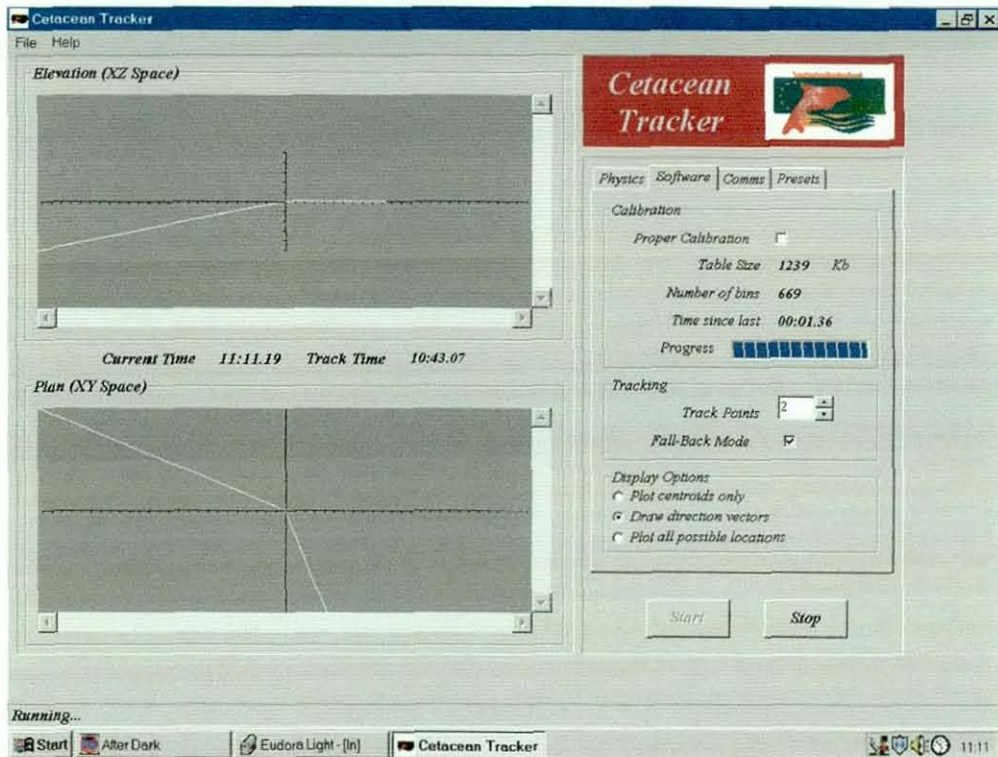 Cetacean Tracker
File Help
Elevation (XZ Space)
Current Time 11:11.19 Track Time 10:43.07
Plan (XY Space)
Cetacean
Tracker
Physics Software Comms Presets
Calibration
Proper Calibration
Table Size 1239 Kb
Number of bins 669
Time since last 00:01.36
Progress
Tracking
Track Points 2
Fall-Back Mode
Display Options
Plot centroids only
Draw direction vectors
Plot all possible locations
Start Stop
Running...
Start After Dark Eudora Light - [In] Cetacean Tracker 11:11